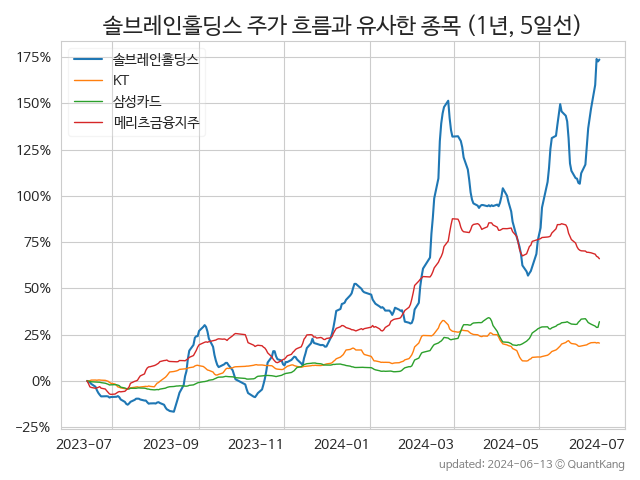 솔브레인홀딩스 주가 흐름과 유사한 종목 (1년, 5일선)
솔브레인홀딩스
KT
삼성카드
메리츠금융지주
175%
150%
125%
100%
75%
50%
25%
0%
−25%
2023-07 2023-09 2023-11 2024-01 2024-03 2024-05 2024-07
updated: 2024-06-13 © QuantKang